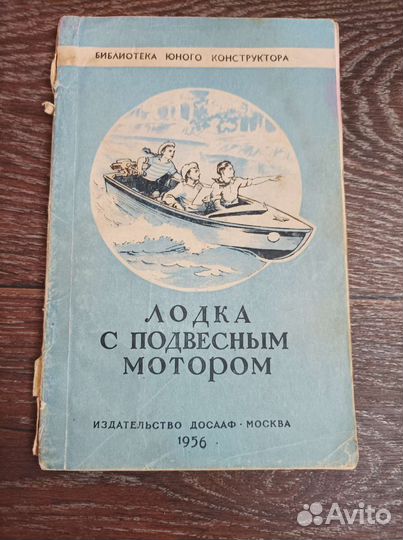 БИБЛИОТЕКА ЮНОГО КОНСТРУКТОРА
ЛОДКА
С ПОДВЕСНЫМ
МОТОРОМ
ИЗДАТЕЛЬСТВО ДОСААФ · МОСКВА
1956
Avito